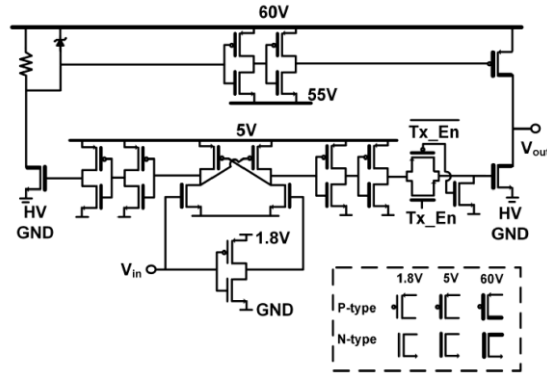 60V
55V
5V
Tx_En
Vout
Tx_En
HV
GND
HV
GND
1.8V
Vin
GND
1.8V 5V 60V
P-type
N-type